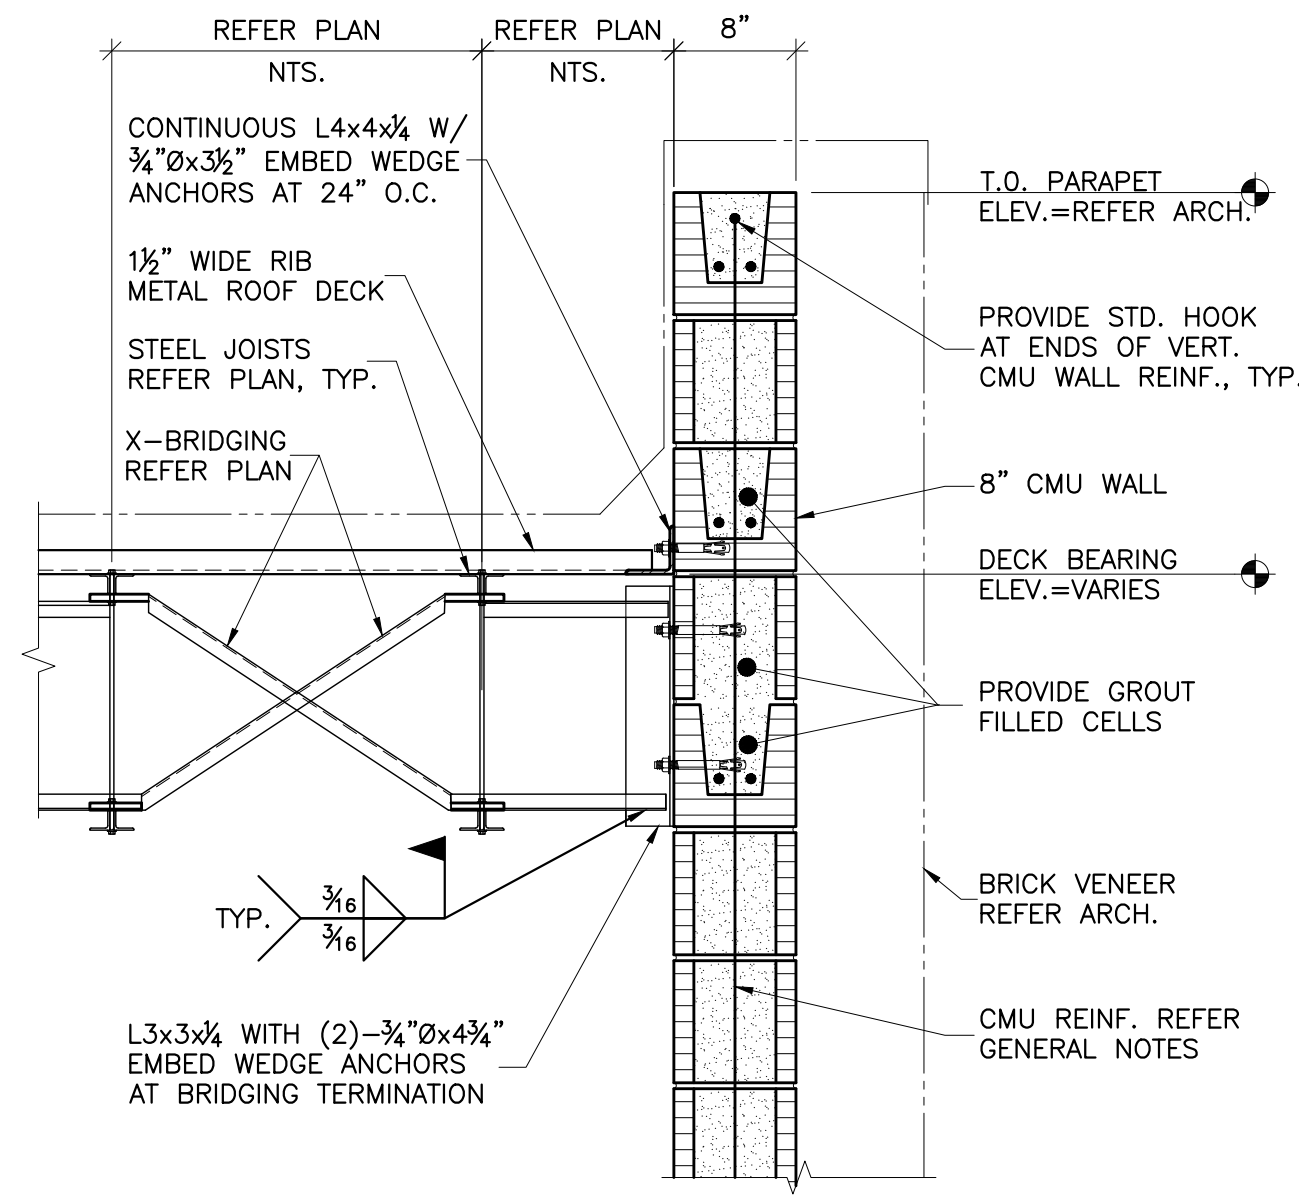 REFER PLAN
NTS.
REFER PLAN
NTS.
8”
CONTINUOUS L4x4x¼ W/
¾”Øx3½” EMBED WEDGE
ANCHORS AT 24” O.C.
1½” WIDE RIB
METAL ROOF DECK
STEEL JOISTS
REFER PLAN, TYP.
X-BRIDGING
REFER PLAN
T.O. PARAPET
ELEV.=REFER ARCH.
PROVIDE STD. HOOK
AT ENDS OF VERT.
CMU WALL REINF., TYP.
8” CMU WALL
DECK BEARING
ELEV.=VARIES
PROVIDE GROUT
FILLED CELLS
BRICK VENEER
REFER ARCH.
CMU REINF. REFER
GENERAL NOTES
TYP.
3/16
3/16
L3x3x¼ WITH (2)-¾”Øx4¾”
EMBED WEDGE ANCHORS
AT BRIDGING TERMINATION